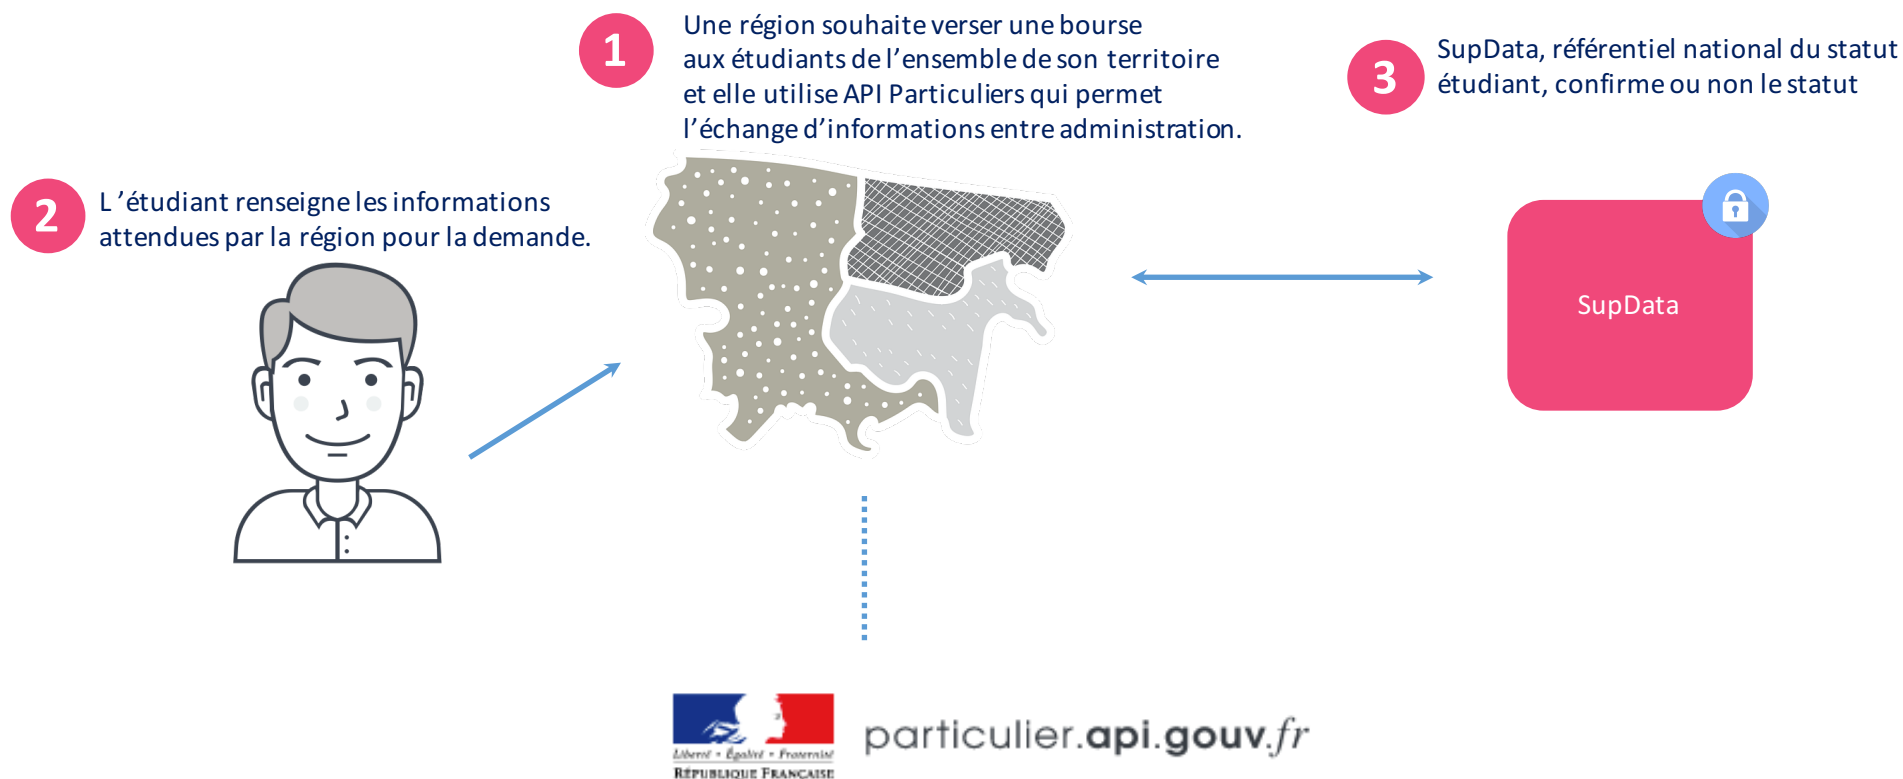 1
Une région souhaite verser une bourse
aux étudiants de l’ensemble de son territoire
et elle utilise API Particuliers qui permet
l’échange d’informations entre administration.
2
L ’étudiant renseigne les informations
attendues par la région pour la demande.
3
SupData, référentiel national du statut
étudiant, confirme ou non le statut
SupData
Liberté • Égalité • Fraternité
RÉPUBLIQUE FRANÇAISE
particulier.api.gouv.fr